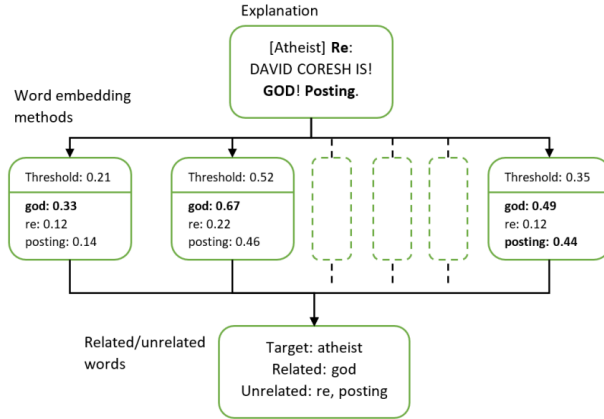 Explanation
[Atheist] Re:
DAVID CORESH IS!
GOD! Posting.
Word embedding
methods
Threshold: 0.21
god: 0.33
re: 0.12
posting: 0.14
Threshold: 0.52
god: 0.67
re: 0.22
posting: 0.46
Threshold: 0.35
god: 0.49
re: 0.12
posting: 0.44
Related/unrelated
words
Target: atheist
Related: god
Unrelated: re, posting